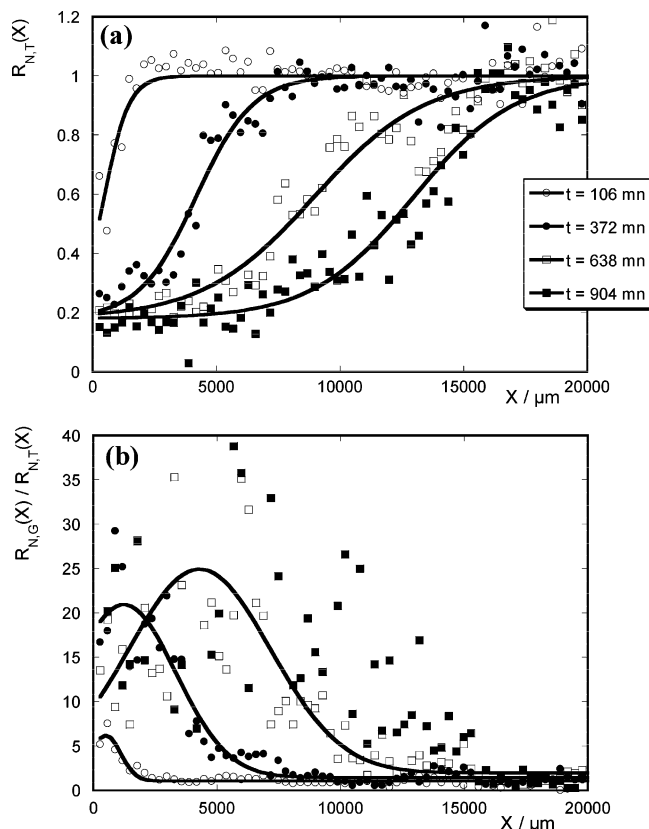 (a)
R_N,T(X)
1.2
1
0.8
0.6
0.4
0.2
0
0 5000 10000 15000 20000
X / µm
t = 106 mn
t = 372 mn
t = 638 mn
t = 904 mn
(b)
R_N,G(X) / R_N,T(X)
40
35
30
25
20
15
10
5
0
0 5000 10000 15000 20000
X / µm